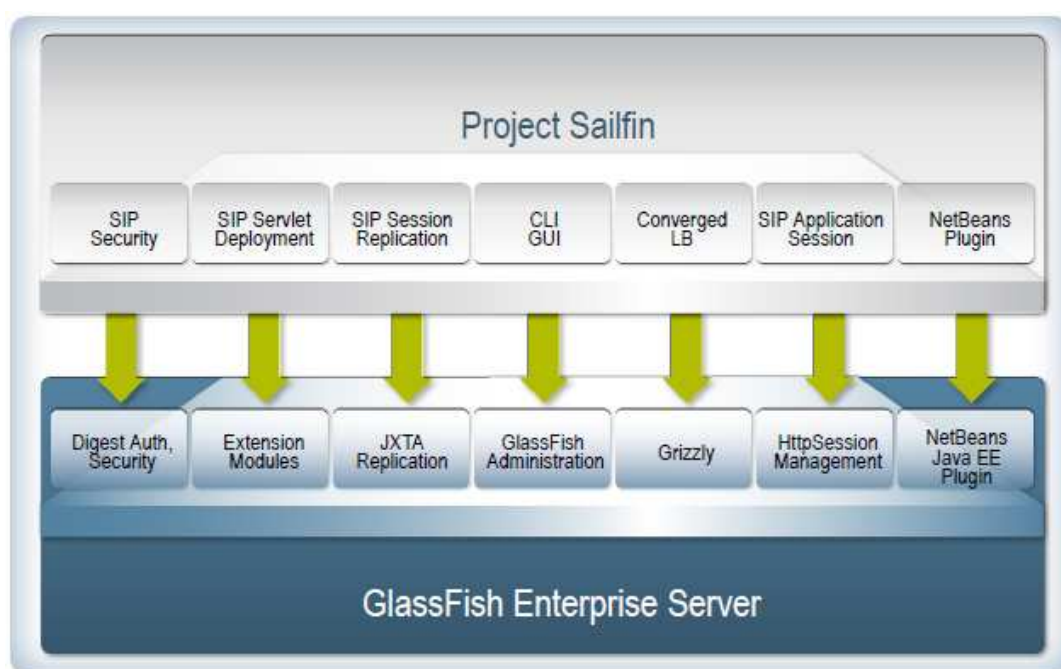 Project Sailfin
SIP
Security
SIP Servlet
Deployment
SIP Session
Replication
CLI
GUI
Converged
LB
SIP Application
Session
NetBeans
Plugin
Digest Auth,
Security
Extension
Modules
JXTA
Replication
GlassFish
Administration
Grizzly
HttpSession
Management
NetBeans
Java EE
Plugin
GlassFish Enterprise Server